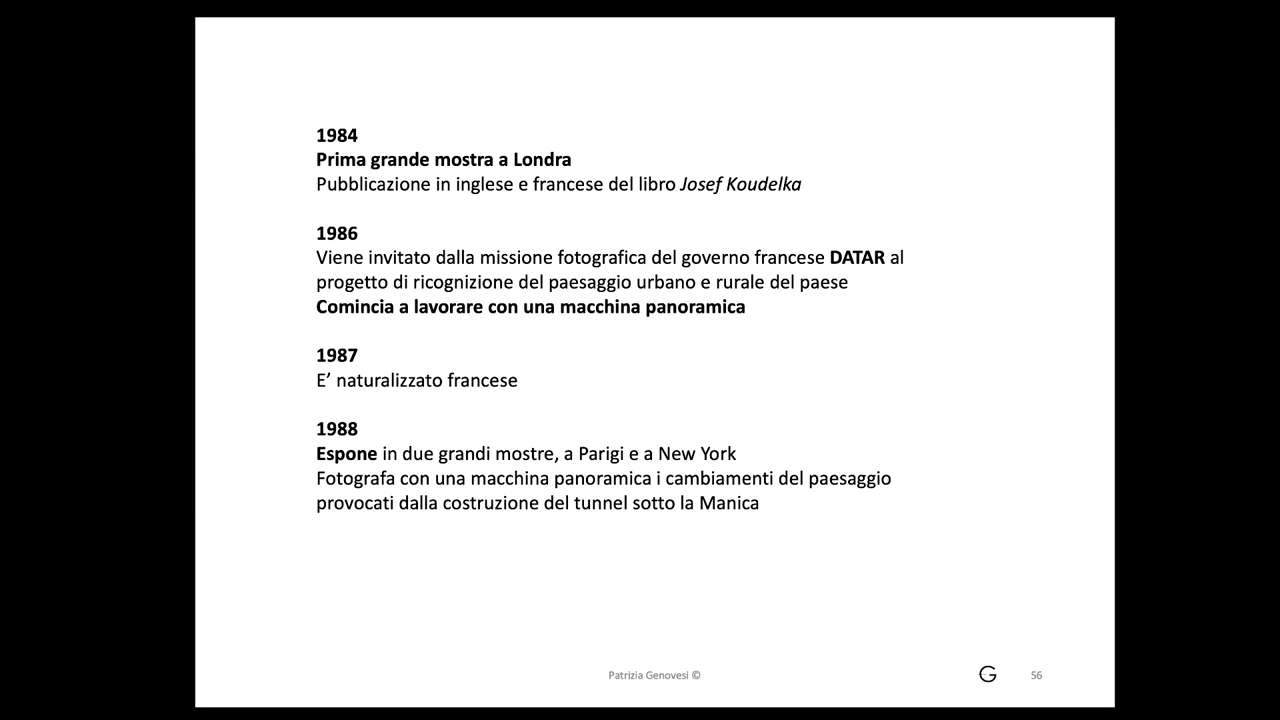 1984
Prima grande mostra a Londra
Pubblicazione in inglese e francese del libro Josef Koudelka
1986
Viene invitato dalla missione fotografica del governo francese DATAR al
progetto di ricognizione del paesaggio urbano e rurale del paese
Comincia a lavorare con una macchina panoramica
1987
E’ naturalizzato francese
1988
Espone in due grandi mostre, a Parigi e a New York
Fotografa con una macchina panoramica i cambiamenti del paesaggio
provocati dalla costruzione del tunnel sotto la Manica
Patrizia Genovesi ©
G
56